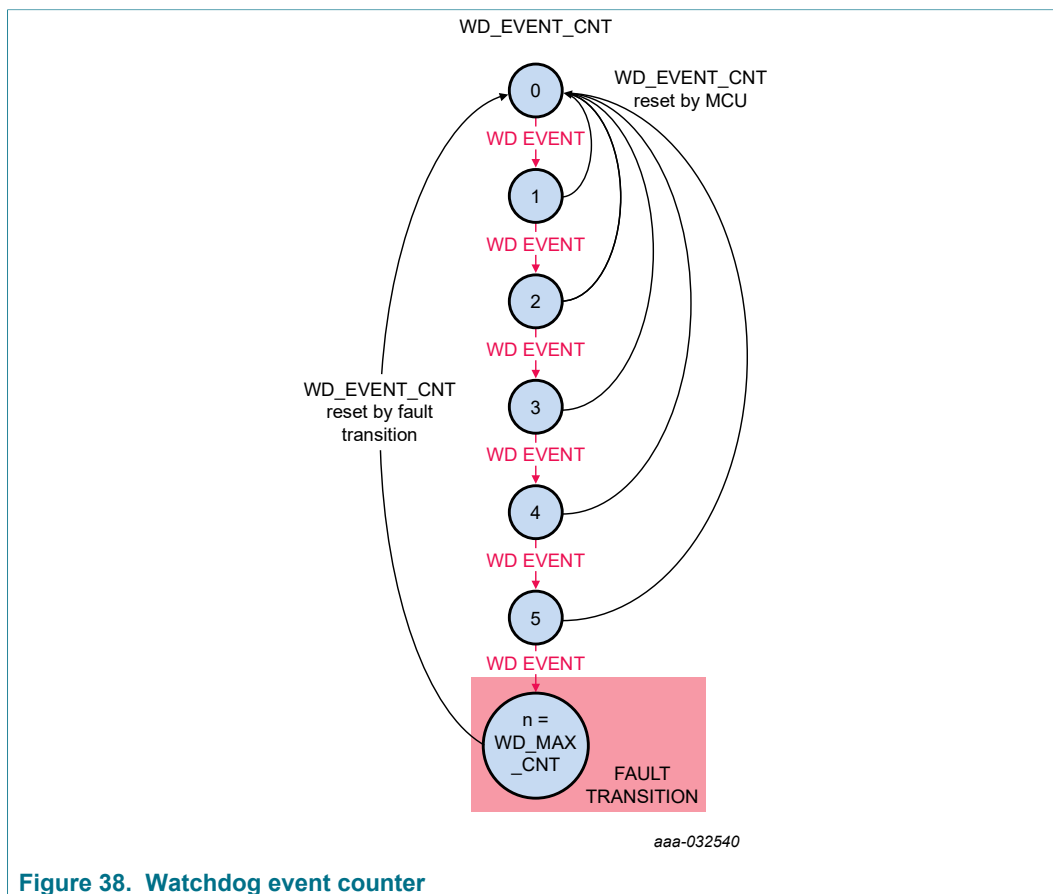 WD_EVENT_CNT
0
WD_EVENT_CNT
reset by MCU
WD EVENT
1
WD EVENT
2
WD EVENT
WD_EVENT_CNT
reset by fault
transition
3
WD EVENT
4
WD EVENT
5
WD EVENT
n =
WD_MAX
_CNT
FAULT
TRANSITION
aaa-032540
Figure 38. Watchdog event counter